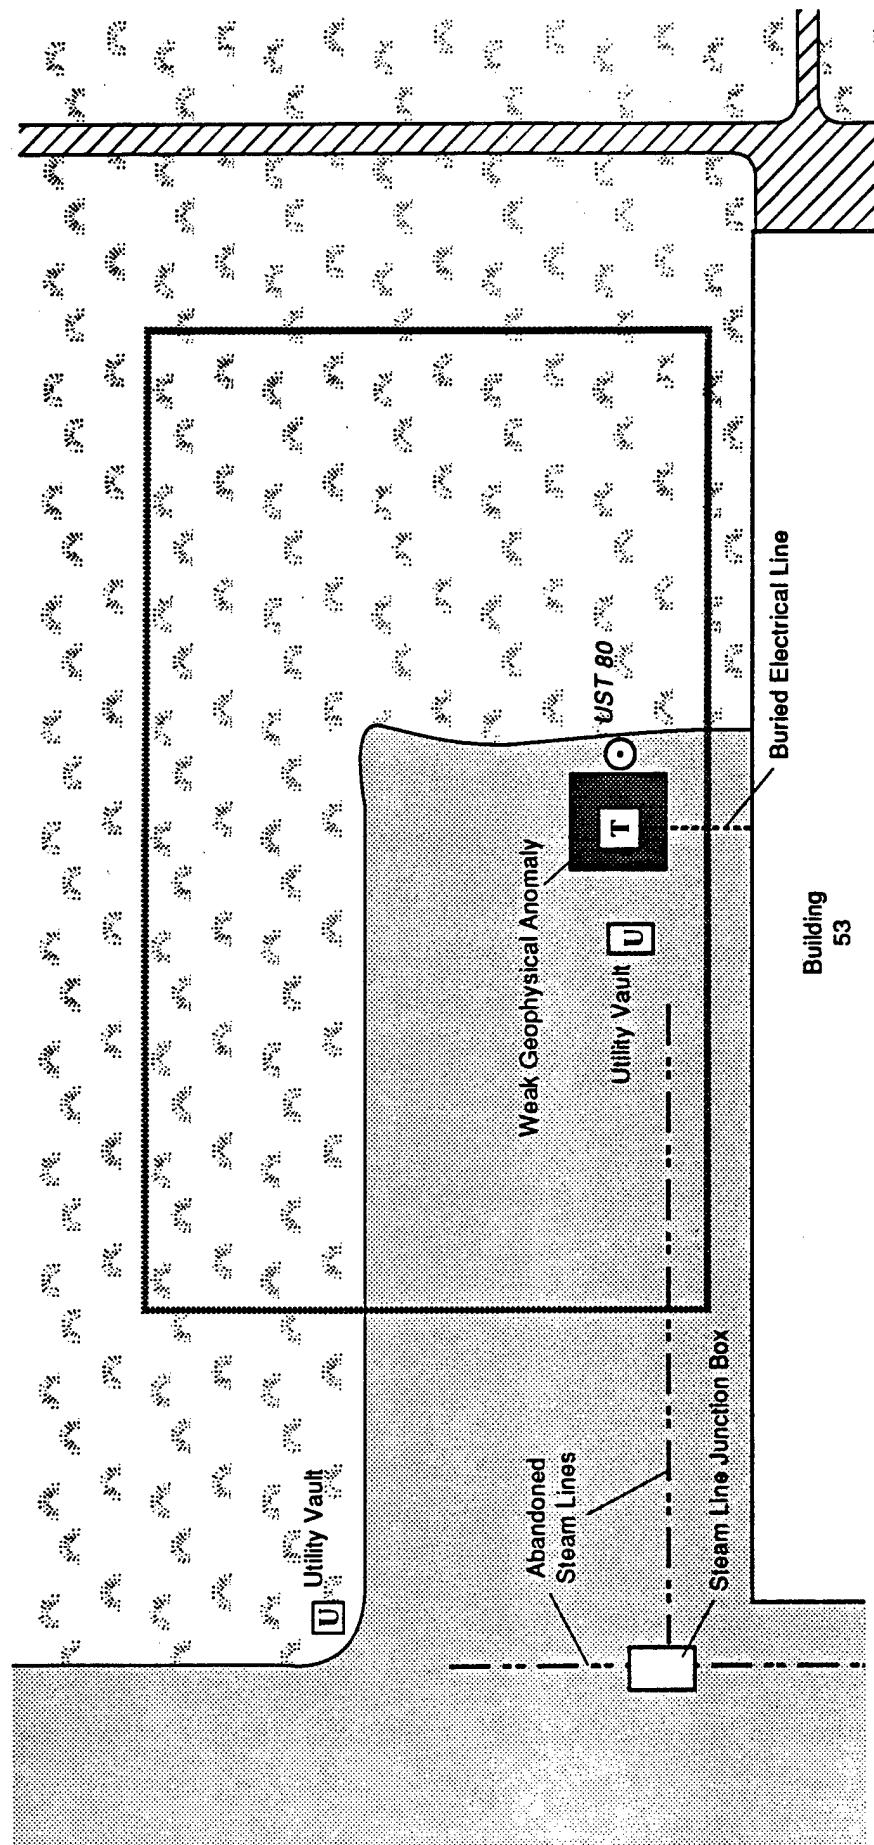 UST 80
Buried Electrical Line
Weak Geophysical Anomaly
T
Utility Vault
U
Building
53
Utility Vault
U
Abandoned
Steam Lines
Steam Line Junction Box